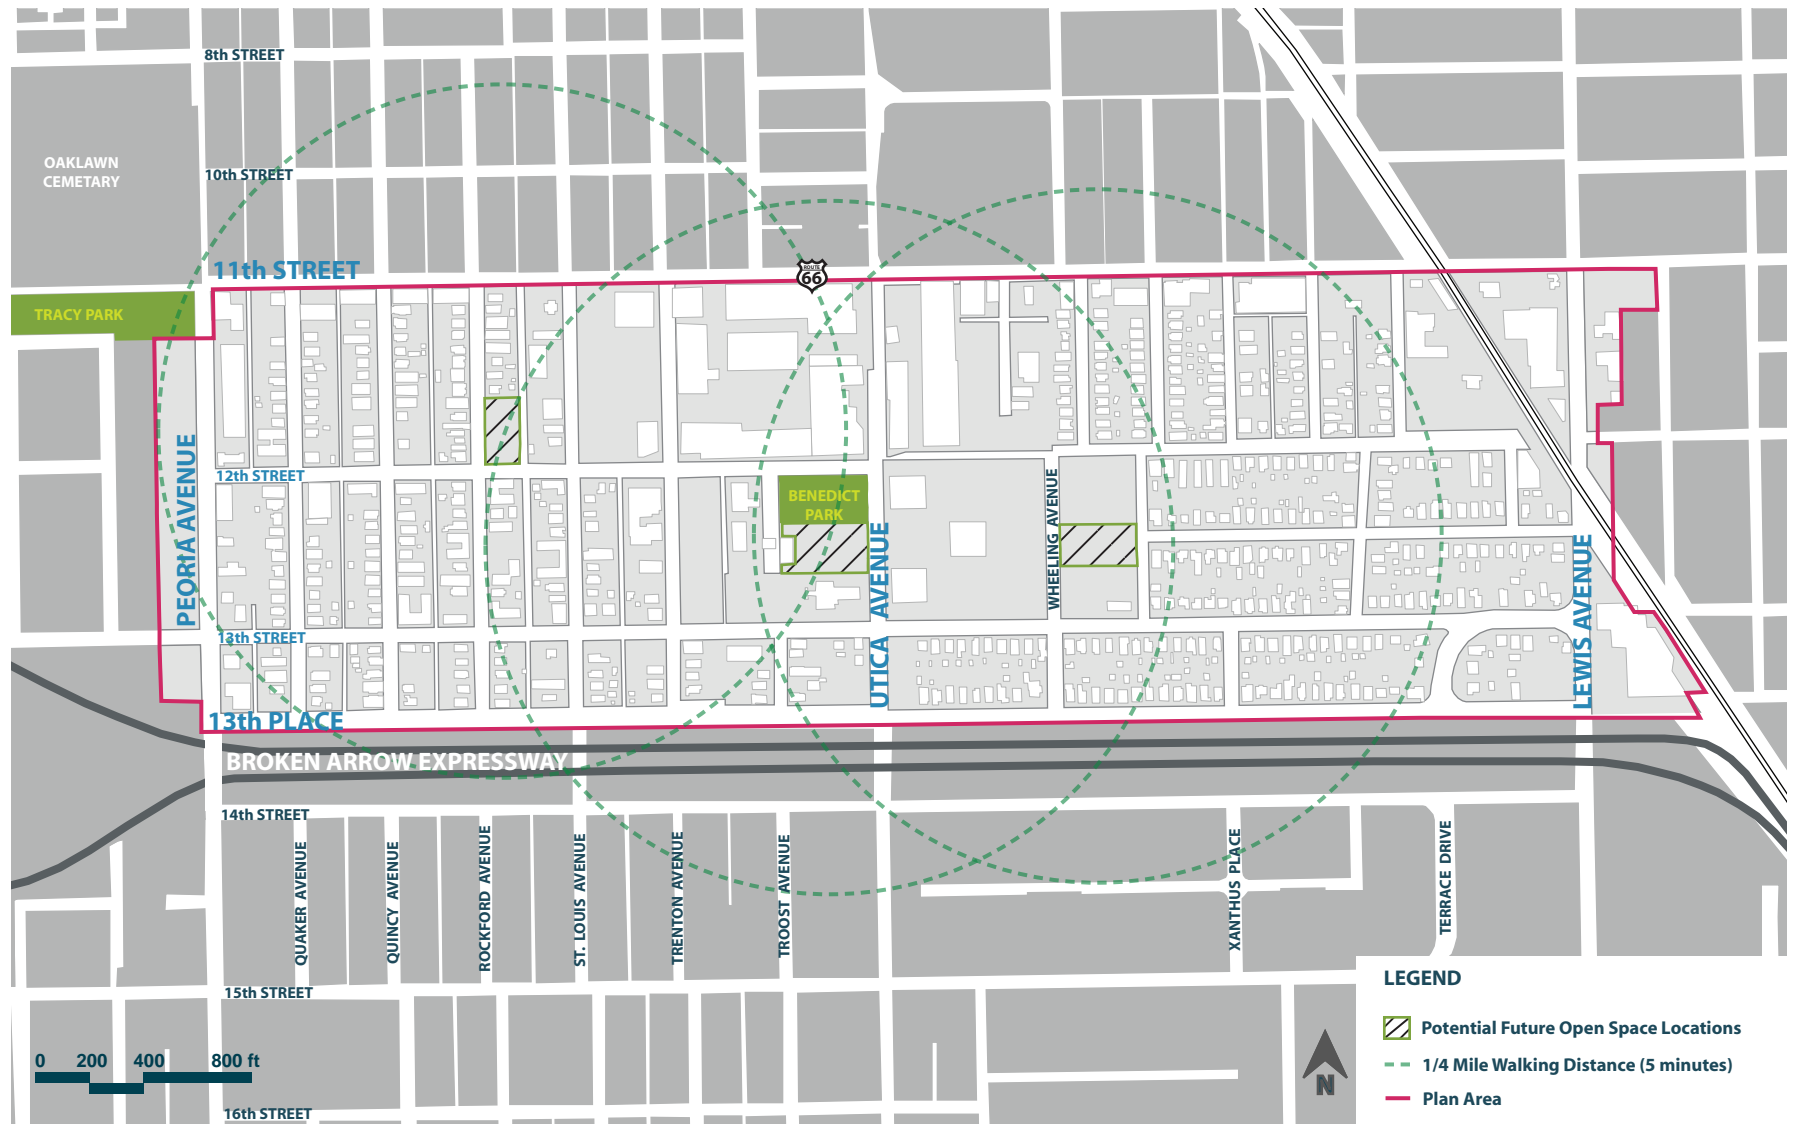 8th STREET
OAKLAWN
CEMETARY
10th STREET
11th STREET
ROUTE
66
TRACY PARK
PEORIA AVENUE
12th STREET
BENEDICT
PARK
UTICA AVENUE
WHEELING AVENUE
LEWIS AVENUE
13th STREET
13th PLACE
BROKEN ARROW EXPRESSWAY
14th STREET
QUAKER AVENUE
QUINCY AVENUE
ROCKFORD AVENUE
ST. LOUIS AVENUE
TRENTON AVENUE
TROOST AVENUE
XANTHUS PLACE
TERRACE DRIVE
15th STREET
16th STREET
0 200 400 800 ft
N
LEGEND
Potential Future Open Space Locations
1/4 Mile Walking Distance (5 minutes)
Plan Area